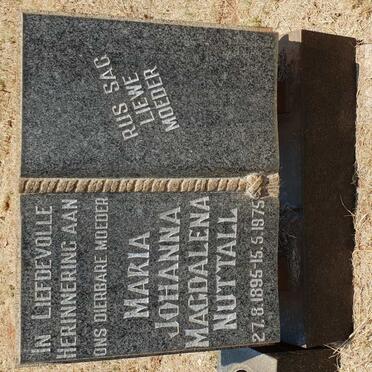 IN LIEFDEVOLLE
HERINNERING AAN
ONS DIERBARE MOEDER
MARIA
JOHANNA
MAGDALENA
NUTTALL
27.8.1895-15.5.1975
RUS SAG
LIEWE
MOEDER